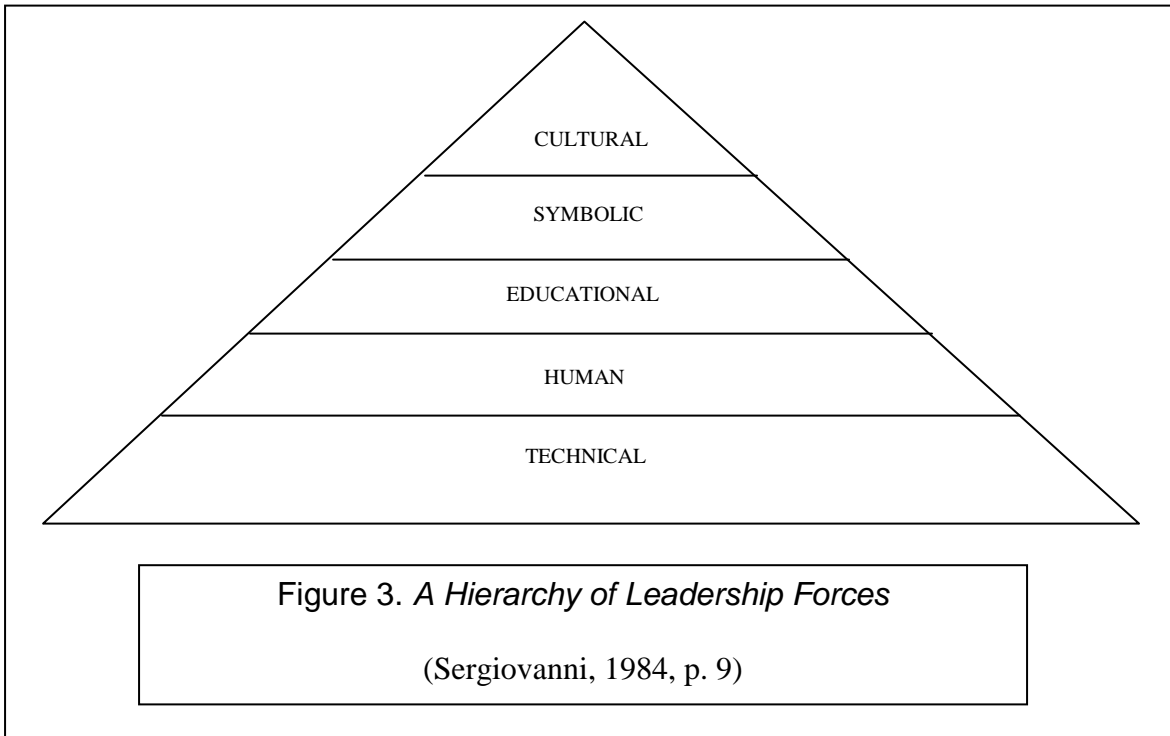 CULTURAL
SYMBOLIC
EDUCATIONAL
HUMAN
TECHNICAL
Figure 3. A Hierarchy of Leadership Forces
(Sergiovanni, 1984, p. 9)